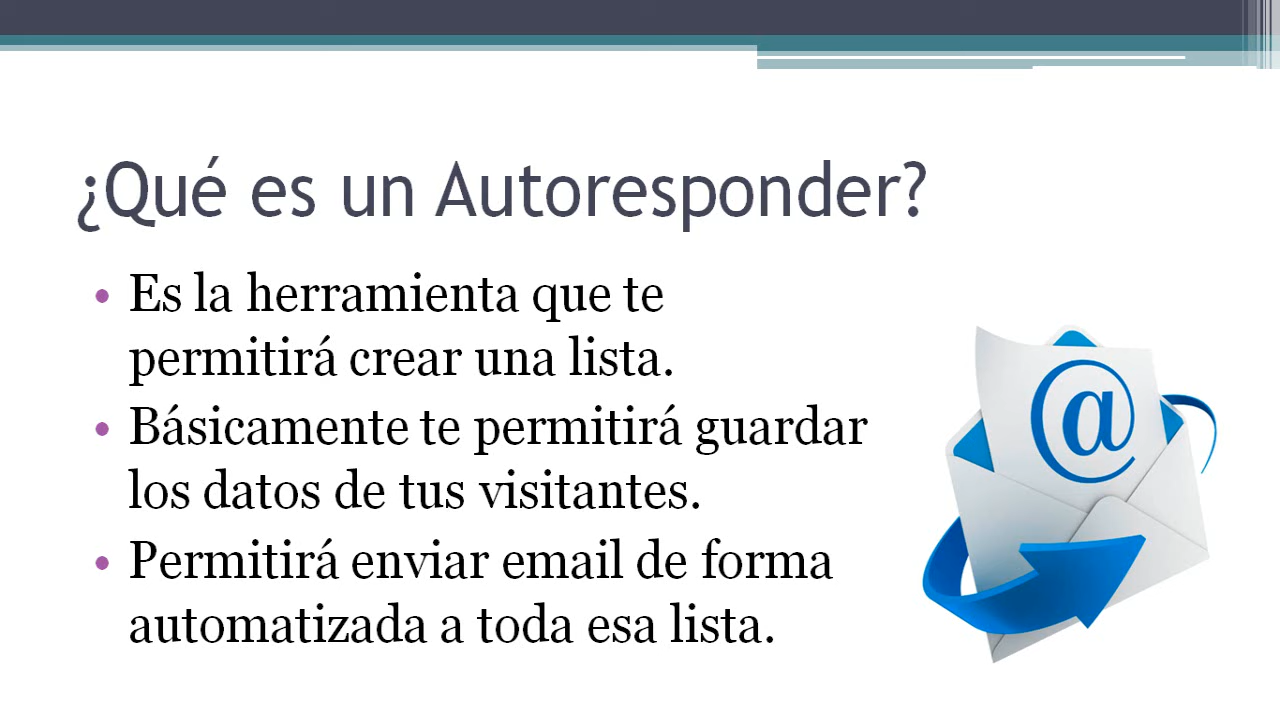 ¿Qué es un Autoresponder?
• Es la herramienta que te
permitirá crear una lista.
• Básicamente te permitirá guardar
los datos de tus visitantes.
• Permitirá enviar email de forma
automatizada a toda esa lista.
@